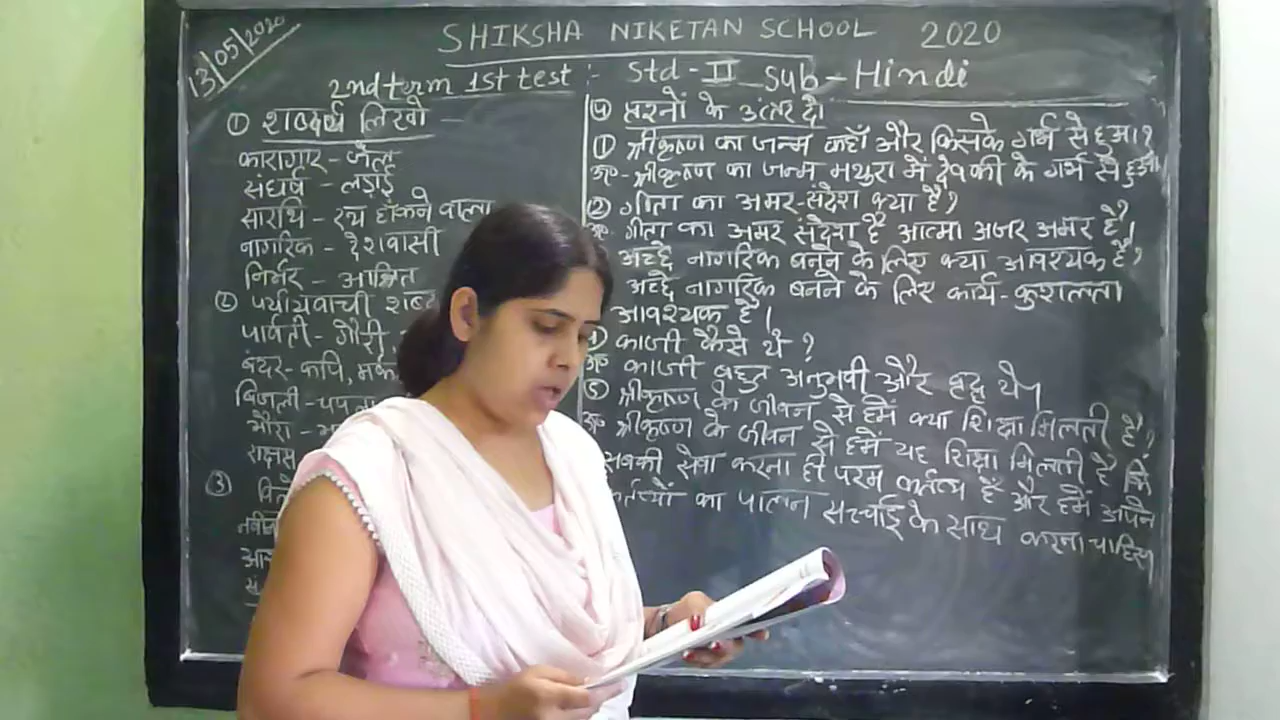 13/05/2020
SHIKSHA NIKETAN SCHOOL 2020
2nd term 1st test :- Std-II Sub-Hindi
① शब्दार्थ लिखो
कारागार - जेल
संघर्ष - लड़ाई
सारथि - रथ हाँकने वाला
नागरिक - देशवासी
निर्भर - आश्रित
② पर्यायवाची शब्द
पार्वती - गौरी
बंदर - कपि, मर्क
बिजली - चपला
भौंरा -
राक्षस
③
④ प्रश्नों के उत्तर दो
① श्रीकृष्ण का जन्म कहाँ और किसके गर्भ से हुआ?
उ०- श्रीकृष्ण का जन्म मथुरा में देवकी के गर्भ से हुआ।
② गीता का अमर-संदेश क्या है?
उ० गीता का अमर संदेश है आत्मा अजर अमर है।
अच्छे नागरिक बनने के लिए क्या आवश्यक है?
अच्छे नागरिक बनने के लिए कार्य-कुशलता
आवश्यक है।
काजी कैसे थे?
उ० काजी बहुत अनुभवी और वृद्ध थे।
⑤ श्रीकृष्ण के जीवन से हमें क्या शिक्षा मिलती है?
उ० श्रीकृष्ण के जीवन से हमें यह शिक्षा मिलती है कि
सबकी सेवा करना ही परम कर्तव्य है और हमें अपने
कर्तव्यों का पालन सच्चाई के साथ करना चाहिए।